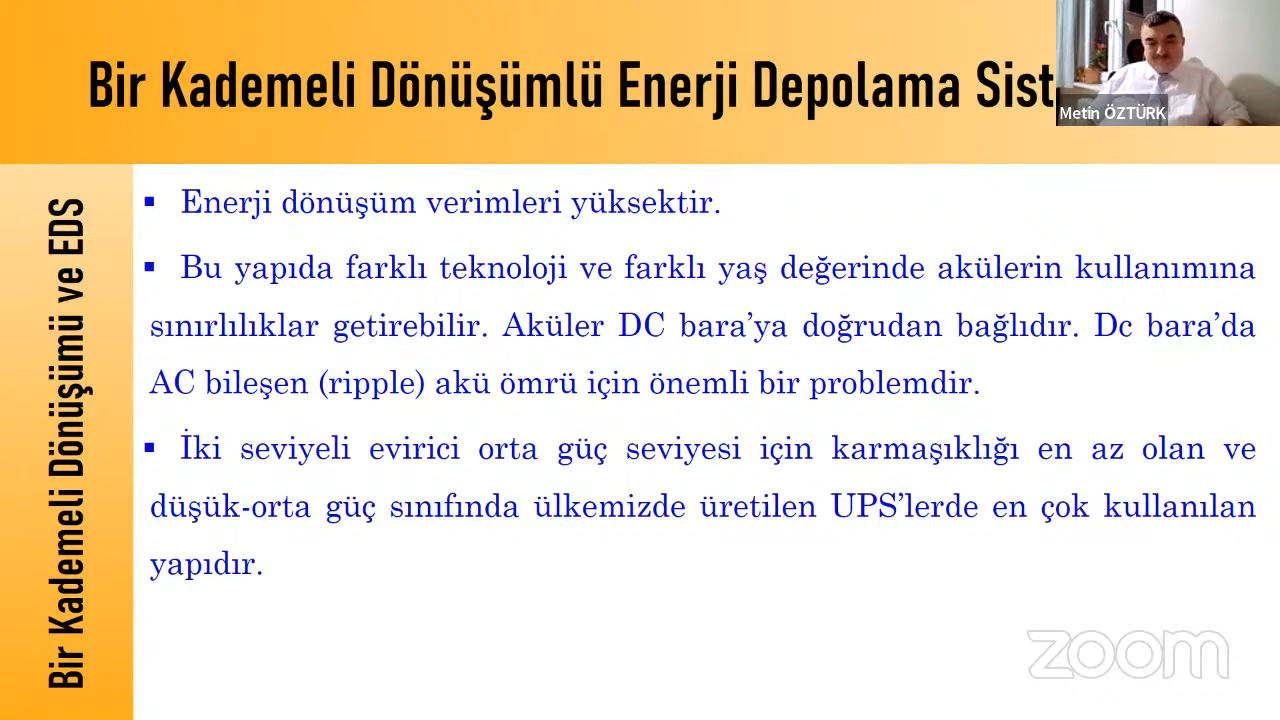 Bir Kademeli Dönüşümlü Enerji Depolama Sist
Metin ÖZTÜRK
Bir Kademeli Dönüşümü ve EDS
▪ Enerji dönüşüm verimleri yüksektir.
▪ Bu yapıda farklı teknoloji ve farklı yaş değerinde akülerin kullanımına
sınırlılıklar getirebilir. Aküler DC bara’ya doğrudan bağlıdır. Dc bara’da
AC bileşen (ripple) akü ömrü için önemli bir problemdir.
▪ İki seviyeli evirici orta güç seviyesi için karmaşıklığı en az olan ve
düşük-orta güç sınıfında ülkemizde üretilen UPS’lerde en çok kullanılan
yapıdır.
zoom